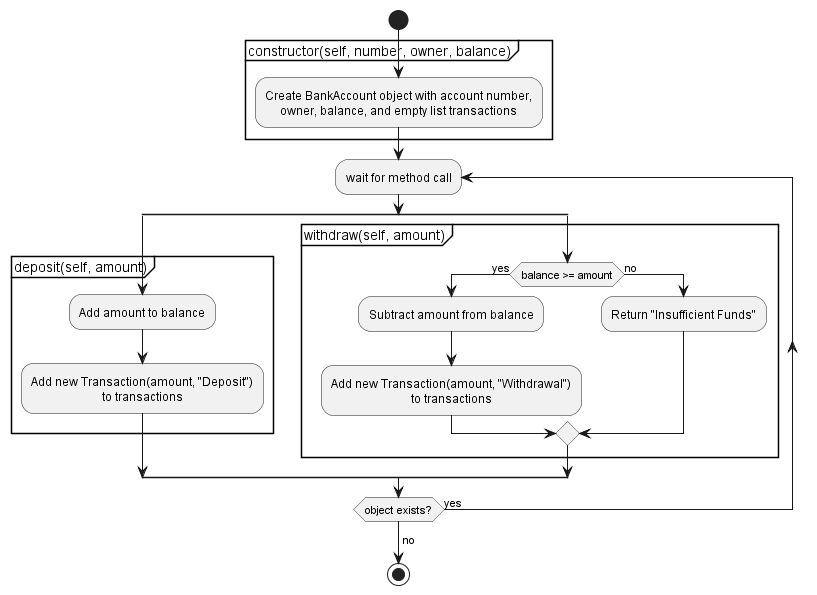 constructor(self, number, owner, balance)
Create BankAccount object with account number,
owner, balance, and empty list transactions
wait for method call
deposit(self, amount)
Add amount to balance
Add new Transaction(amount, "Deposit")
to transactions
withdraw(self, amount)
balance >= amount
yes
no
Subtract amount from balance
Return "Insufficient Funds"
Add new Transaction(amount, "Withdrawal")
to transactions
object exists?
yes
no